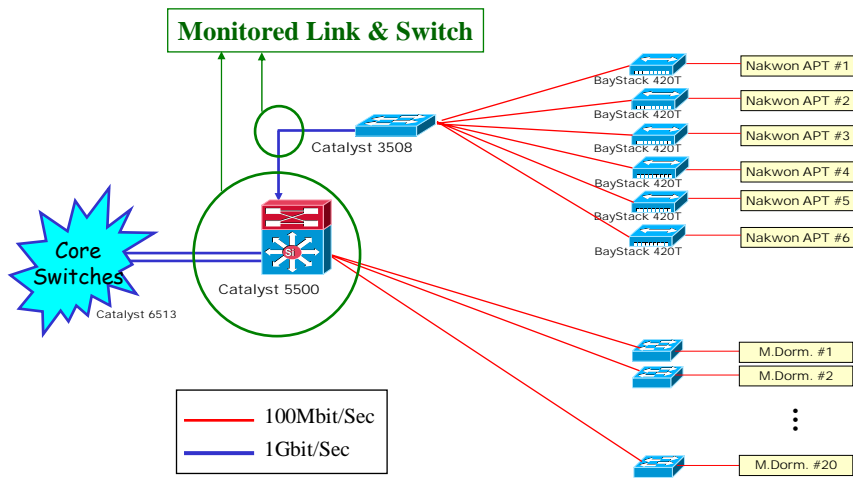 Monitored Link & Switch
BayStack 420T
Nakwon APT #1
BayStack 420T
Nakwon APT #2
BayStack 420T
Nakwon APT #3
BayStack 420T
Nakwon APT #4
BayStack 420T
Nakwon APT #5
BayStack 420T
Nakwon APT #6
Catalyst 3508
Si
Catalyst 5500
Core
Switches
Catalyst 6513
M.Dorm. #1
M.Dorm. #2
M.Dorm. #20
100Mbit/Sec
1Gbit/Sec